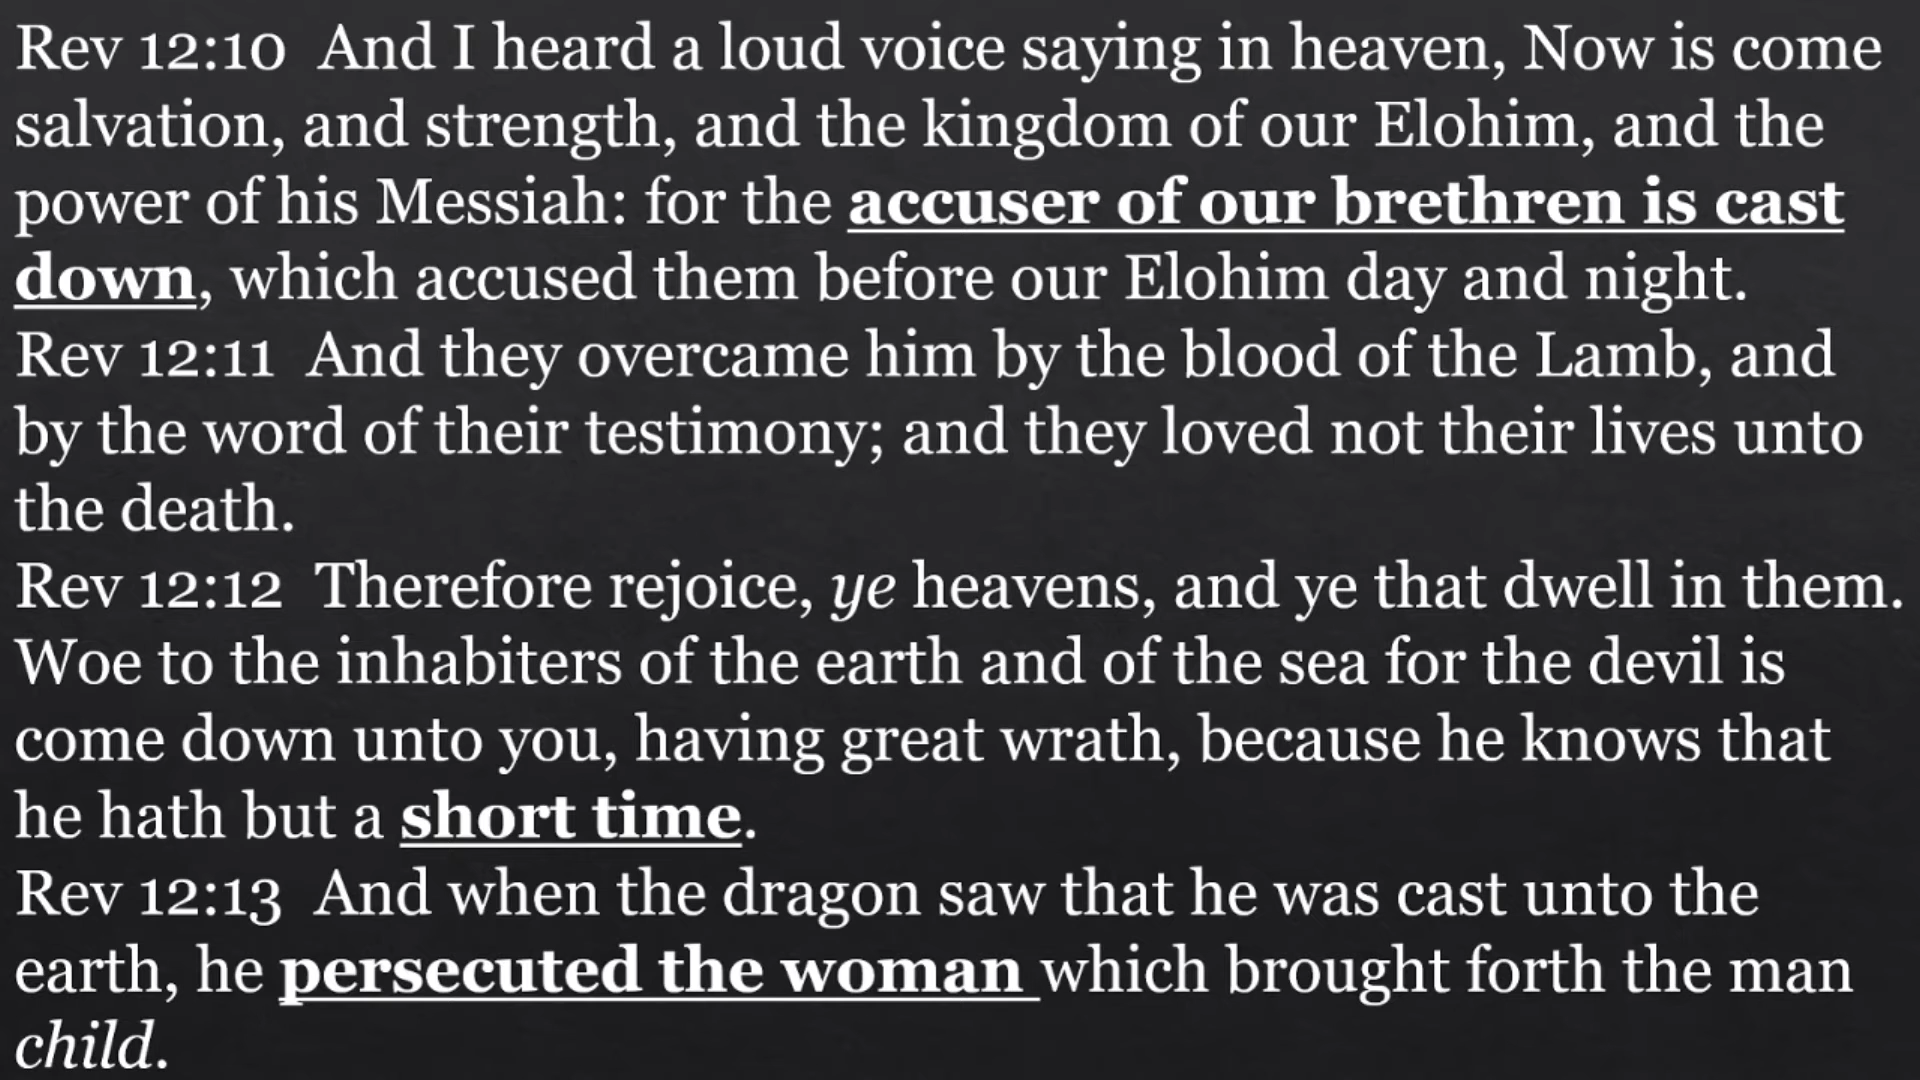 Rev 12:10  And I heard a loud voice saying in heaven, Now is come
salvation, and strength, and the kingdom of our Elohim, and the
power of his Messiah: for the accuser of our brethren is cast
down, which accused them before our Elohim day and night.
Rev 12:11  And they overcame him by the blood of the Lamb, and
by the word of their testimony; and they loved not their lives unto
the death.
Rev 12:12  Therefore rejoice, ye heavens, and ye that dwell in them.
Woe to the inhabiters of the earth and of the sea for the devil is
come down unto you, having great wrath, because he knows that
he hath but a short time.
Rev 12:13  And when the dragon saw that he was cast unto the
earth, he persecuted the woman which brought forth the man
child.